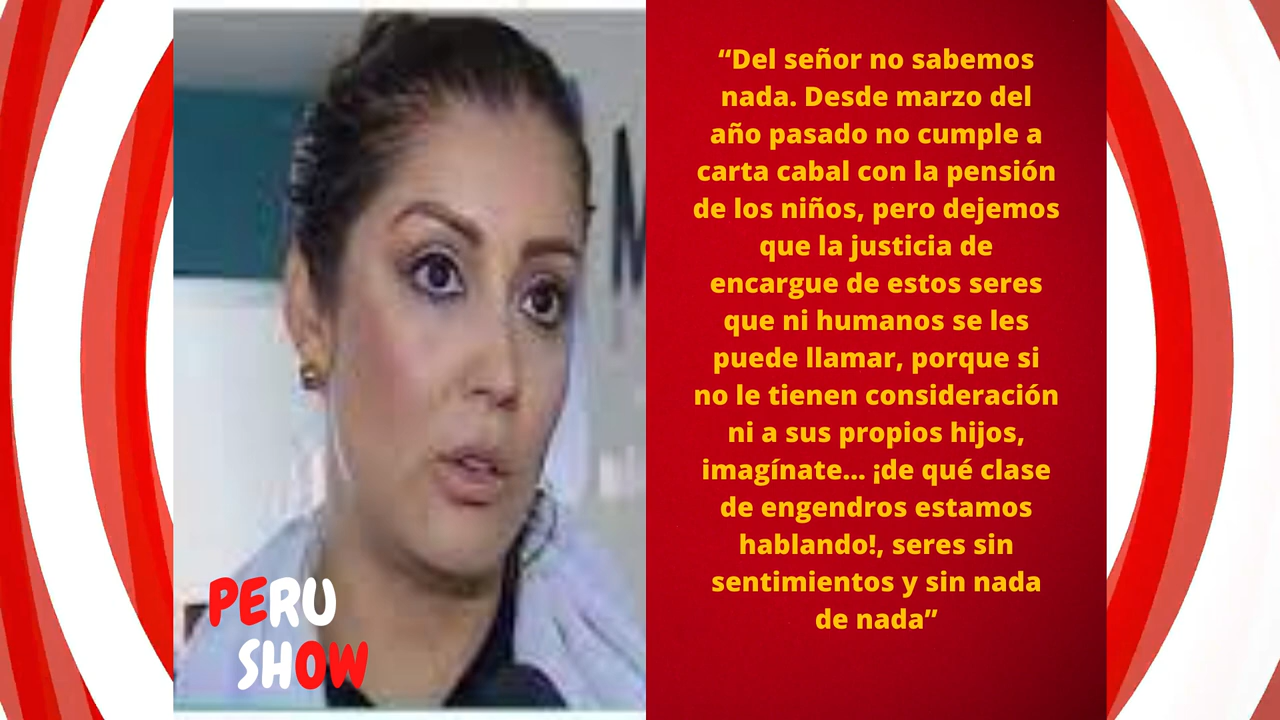 “Del señor no sabemos
nada. Desde marzo del
año pasado no cumple a
carta cabal con la pensión
de los niños, pero dejemos
que la justicia de
encargue de estos seres
que ni humanos se les
puede llamar, porque si
no le tienen consideración
ni a sus propios hijos,
imagínate... ¡de qué clase
de engendros estamos
hablando!, seres sin
sentimientos y sin nada
de nada”
M
PERU
SHOW